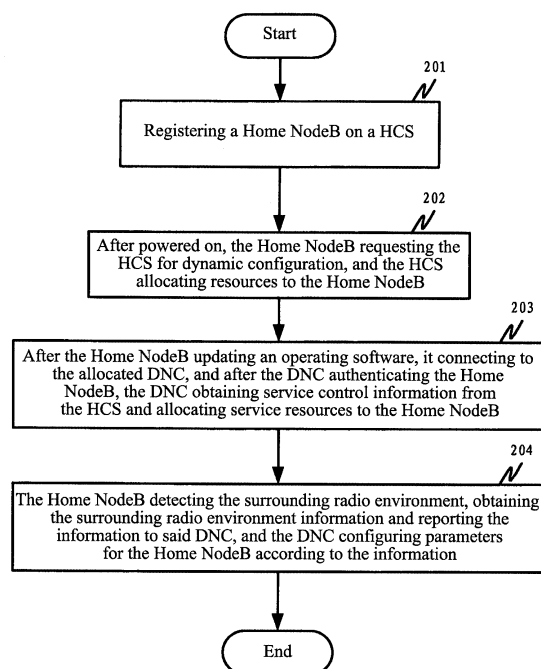 Start
201
Registering a Home NodeB on a HCS
202
After powered on, the Home NodeB requesting the
HCS for dynamic configuration, and the HCS
allocating resources to the Home NodeB
203
After the Home NodeB updating an operating software, it connecting to
the allocated DNC, and after the DNC authenticating the Home
NodeB, the DNC obtaining service control information from
the HCS and allocating service resources to the Home NodeB
204
The Home NodeB detecting the surrounding radio environment, obtaining
the surrounding radio environment information and reporting the
information to said DNC, and the DNC configuring parameters
for the Home NodeB according to the information
End